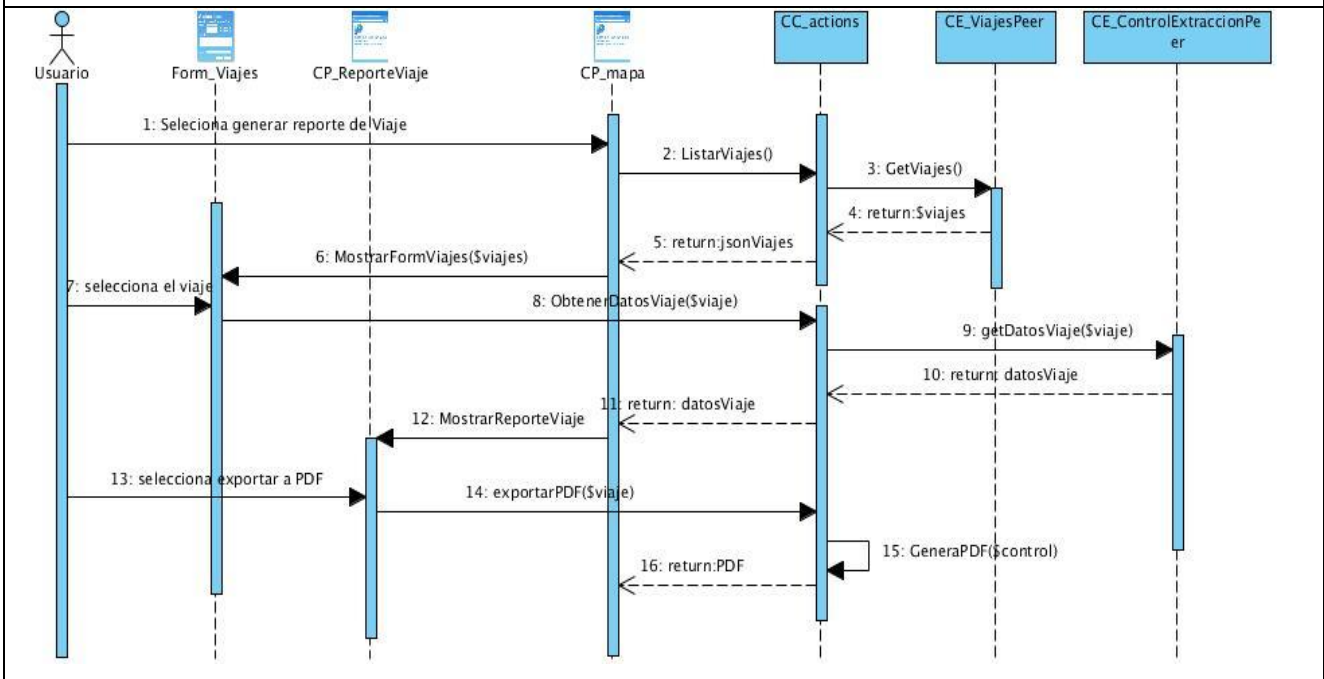 CC_actions
CE_ViajesPeer
CE_ControlExtraccionPe
er
Usuario
Form_Viajes
CP_ReporteViaje
CP_mapa
1: Seleciona generar reporte de Viaje
2: ListarViajes()
3: GetViajes()
4: return:$viajes
5: return:jsonViajes
6: MostrarFormViajes($viajes)
7: selecciona el viaje
8: ObtenerDatosViaje($viaje)
9: getDatosViaje($viaje)
10: return: datosViaje
11: return: datosViaje
12: MostrarReporteViaje
13: selecciona exportar a PDF
14: exportarPDF($viaje)
15: GeneraPDF($control)
16: return:PDF